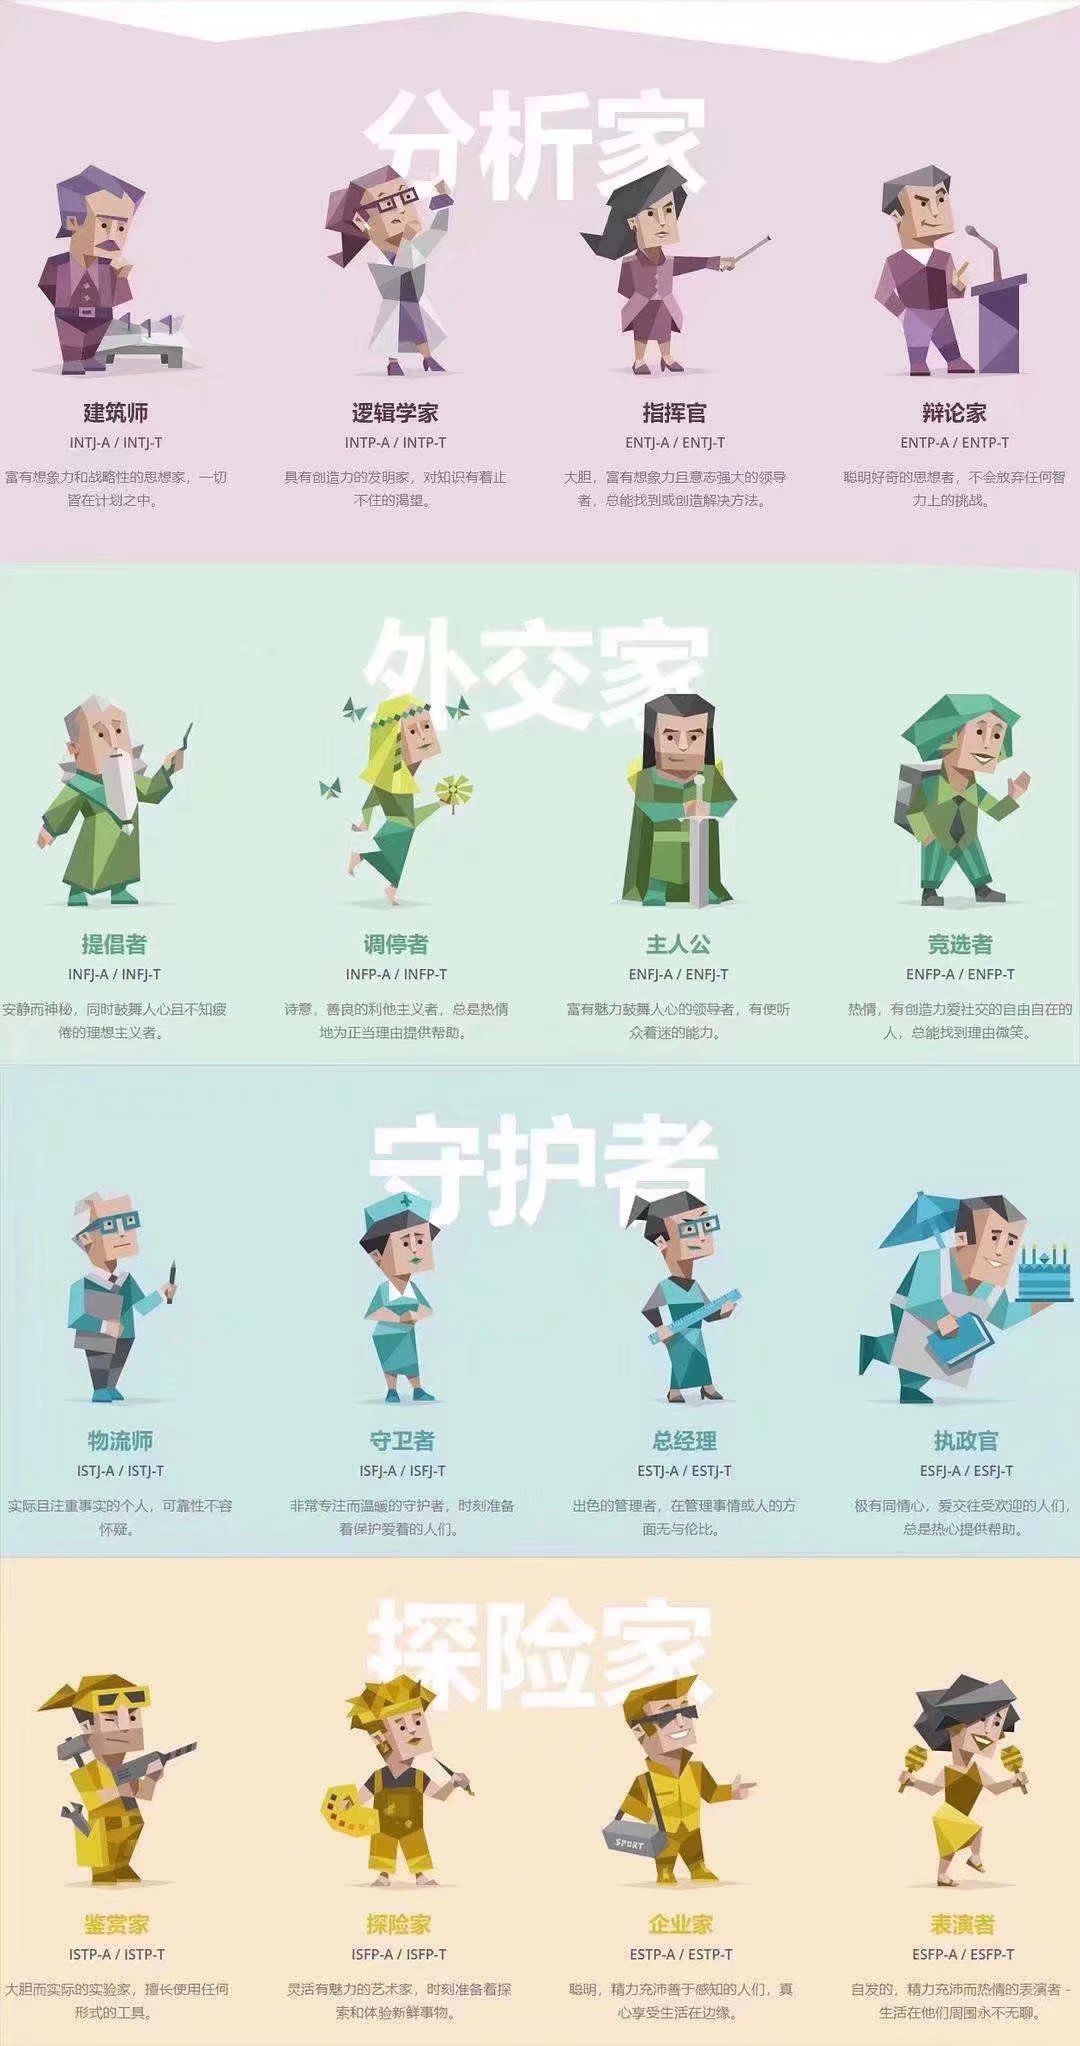 分析家
建筑师
INTJ-A / INTJ-T
富有想象力和战略性的思想家，一切
皆在计划之中。
逻辑学家
INTP-A / INTP-T
具有创造力的发明家，对知识有着止
不住的渴望。
指挥官
ENTJ-A / ENTJ-T
大胆，富有想象力且意志强大的领导
者，总能找到或创造解决方法。
辩论家
ENTP-A / ENTP-T
聪明好奇的思想者，不会放弃任何智
力上的挑战。
外交家
提倡者
INFJ-A / INFJ-T
安静而神秘，同时鼓舞人心且不知疲
倦的理想主义者。
调停者
INFP-A / INFP-T
诗意，善良的利他主义者，总是热情
地为正当理由提供帮助。
主人公
ENFJ-A / ENFJ-T
富有魅力鼓舞人心的领导者，有使听
众着迷的能力。
竞选者
ENFP-A / ENFP-T
热情，有创造力爱社交的自由自在的
人，总能找到理由微笑。
守护者
物流师
ISTJ-A / ISTJ-T
实际且注重事实的个人，可靠性不容
怀疑。
守卫者
ISFJ-A / ISFJ-T
非常专注而温暖的守护者，时刻准备
着保护爱着的人们。
总经理
ESTJ-A / ESTJ-T
出色的管理者，在管理事情或人的方
面无与伦比。
执政官
ESFJ-A / ESFJ-T
极有同情心，爱交往受欢迎的人们，
总是热心提供帮助。
探险家
鉴赏家
ISTP-A / ISTP-T
大胆而实际的实验家，擅长使用任何
形式的工具。
探险家
ISFP-A / ISFP-T
灵活有魅力的艺术家，时刻准备着探
索和体验新鲜事物。
SPORT
企业家
ESTP-A / ESTP-T
聪明，精力充沛善于感知的人们，真
心享受生活在边缘。
表演者
ESFP-A / ESFP-T
自发的，精力充沛而热情的表演者 -
生活在他们周围永不无聊。